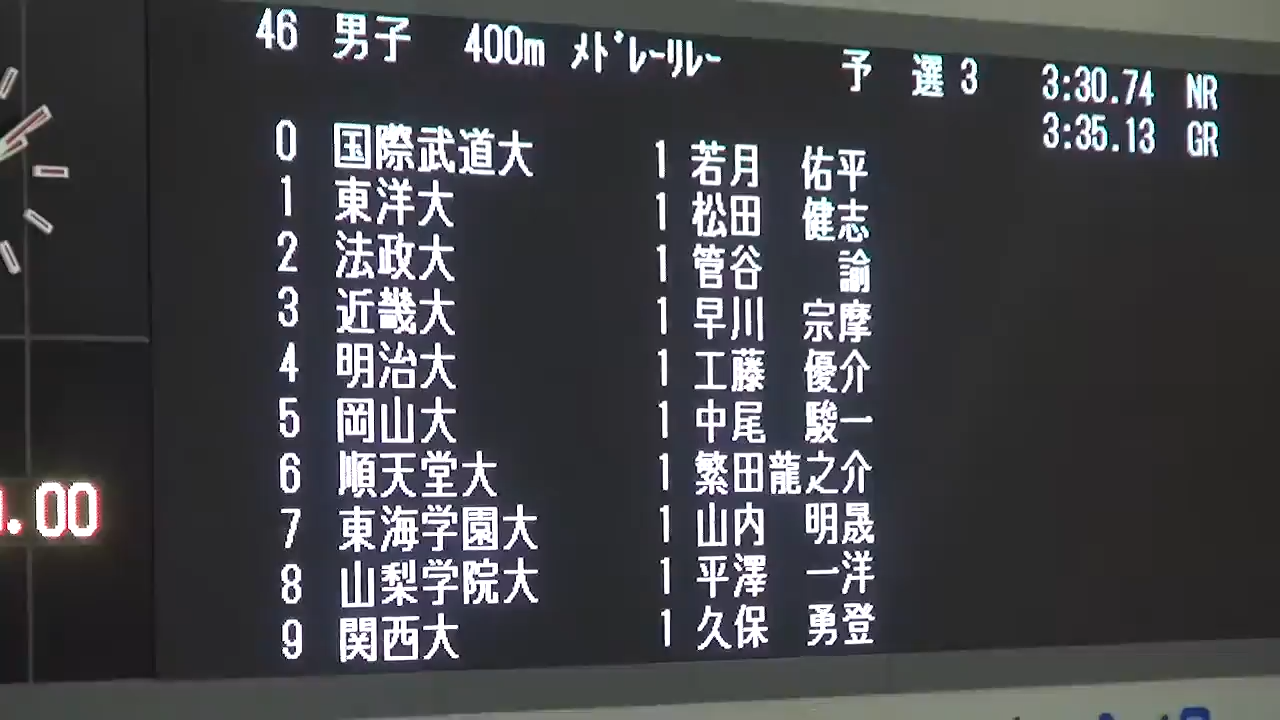 46 男子 400m ﾒﾄﾞﾚｰﾘﾚｰ 予 選 3 3:30.74 NR
3:35.13 GR
0 国際武道大 1 若月 佑平
1 東洋大 1 松田 健志
2 法政大 1 管谷 諭
3 近畿大 1 早川 宗摩
4 明治大 1 工藤 優介
5 岡山大 1 中尾 駿一
6 順天堂大 1 繁田龍之介
7 東海学園大 1 山内 明晟
8 山梨学院大 1 平澤 一洋
9 関西大 1 久保 勇登
.00